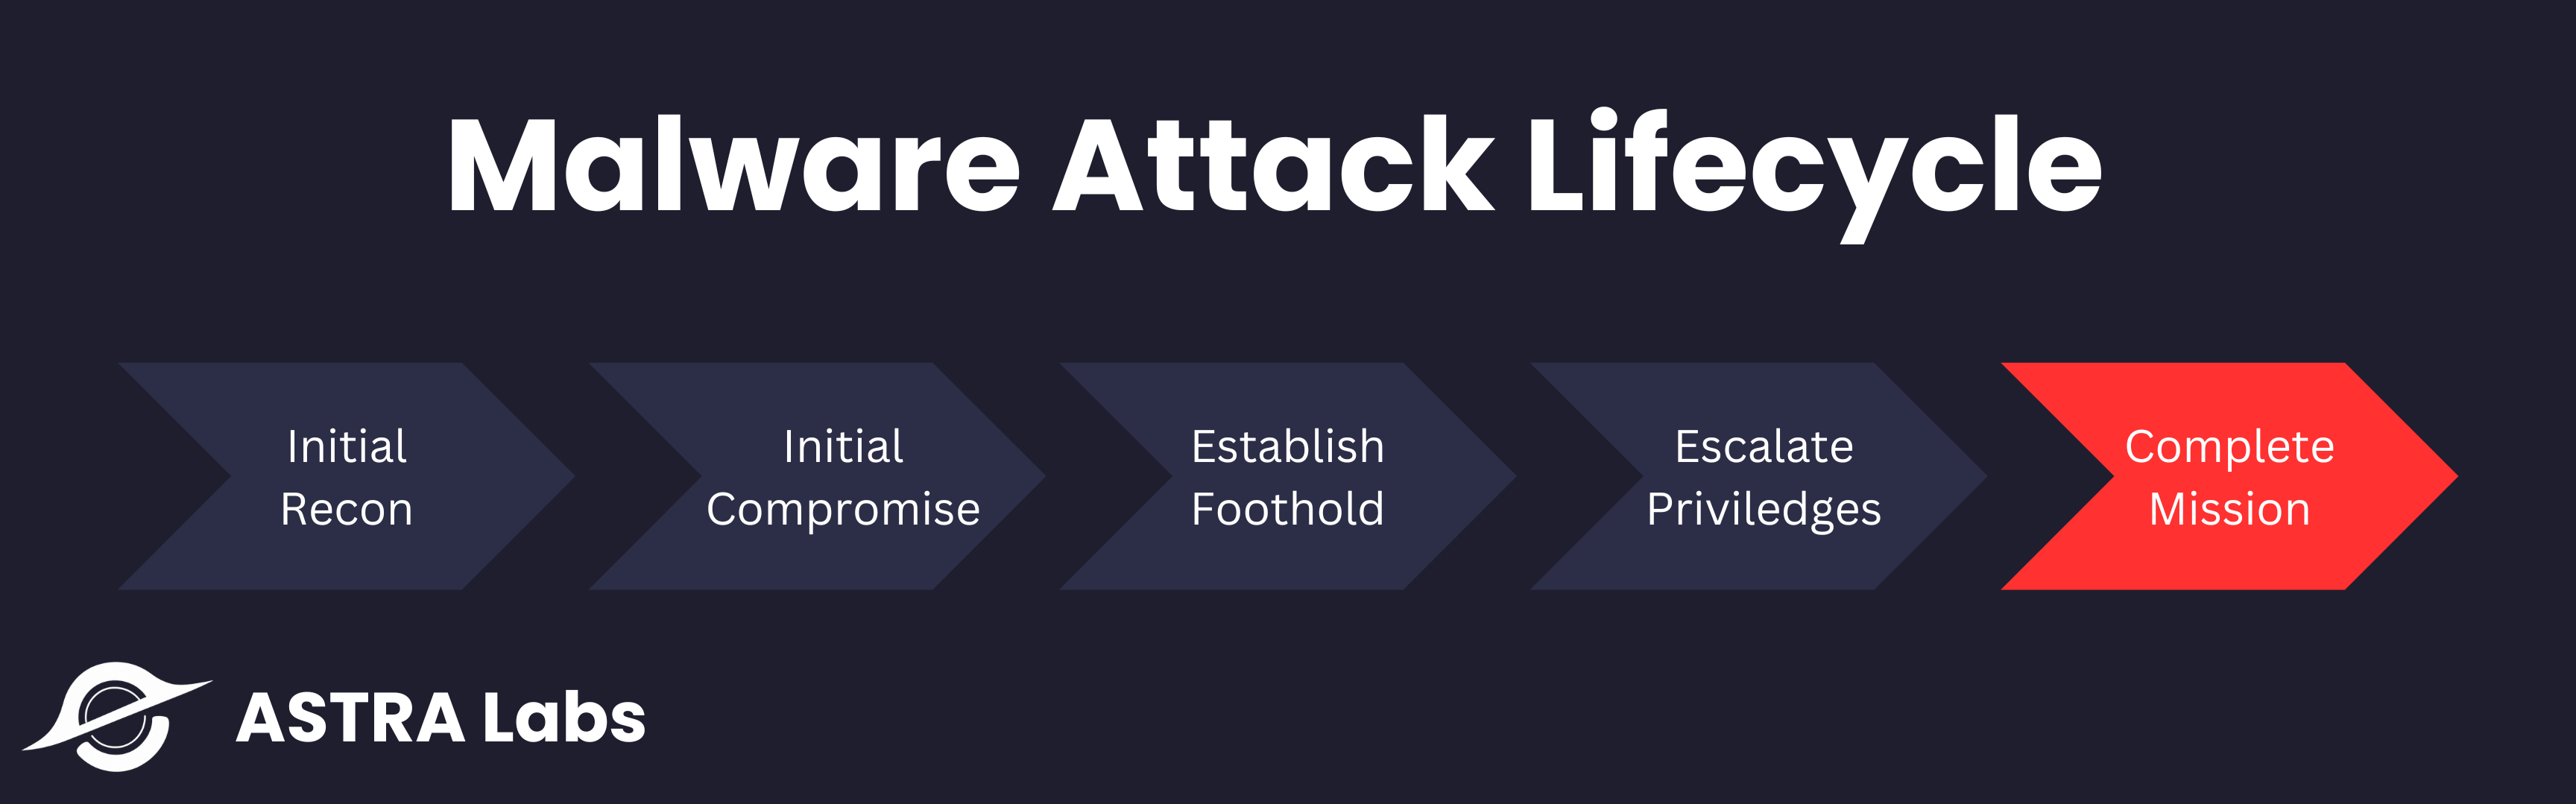 Malware Attack Lifecycle
Initial
Recon
Initial
Compromise
Establish
Foothold
Escalate
Priviledges
Complete
Mission
ASTRA Labs